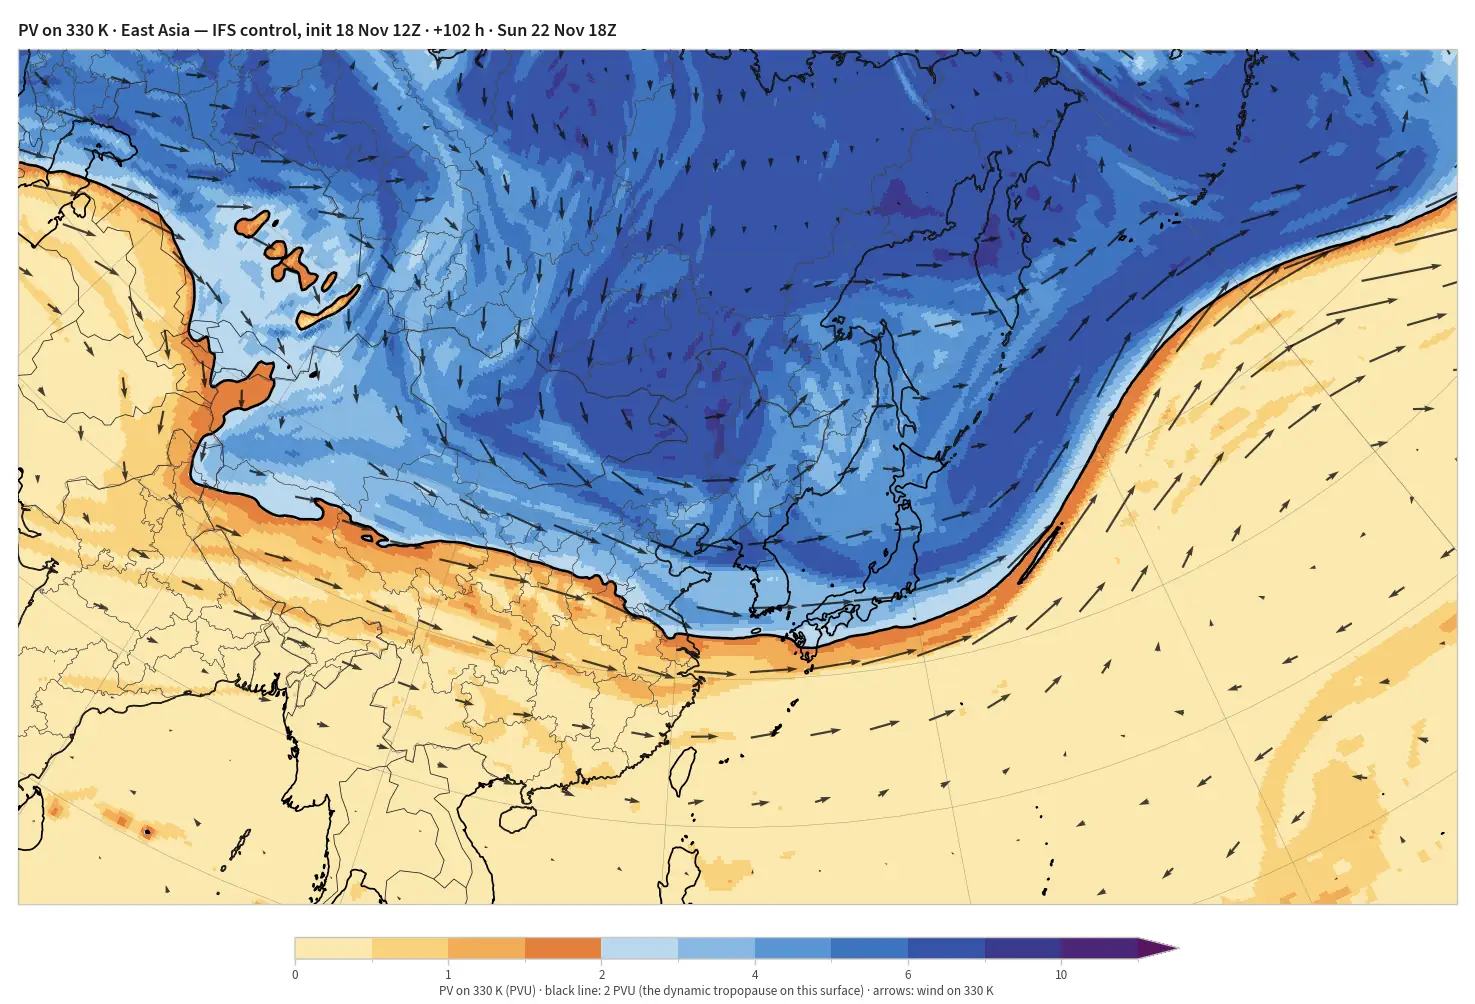 PV on 330 K · East Asia — IFS control, init 18 Nov 12Z · +102 h · Sun 22 Nov 18Z
0 1 2 4 6 10
PV on 330 K (PVU) · black line: 2 PVU (the dynamic tropopause on this surface) · arrows: wind on 330 K